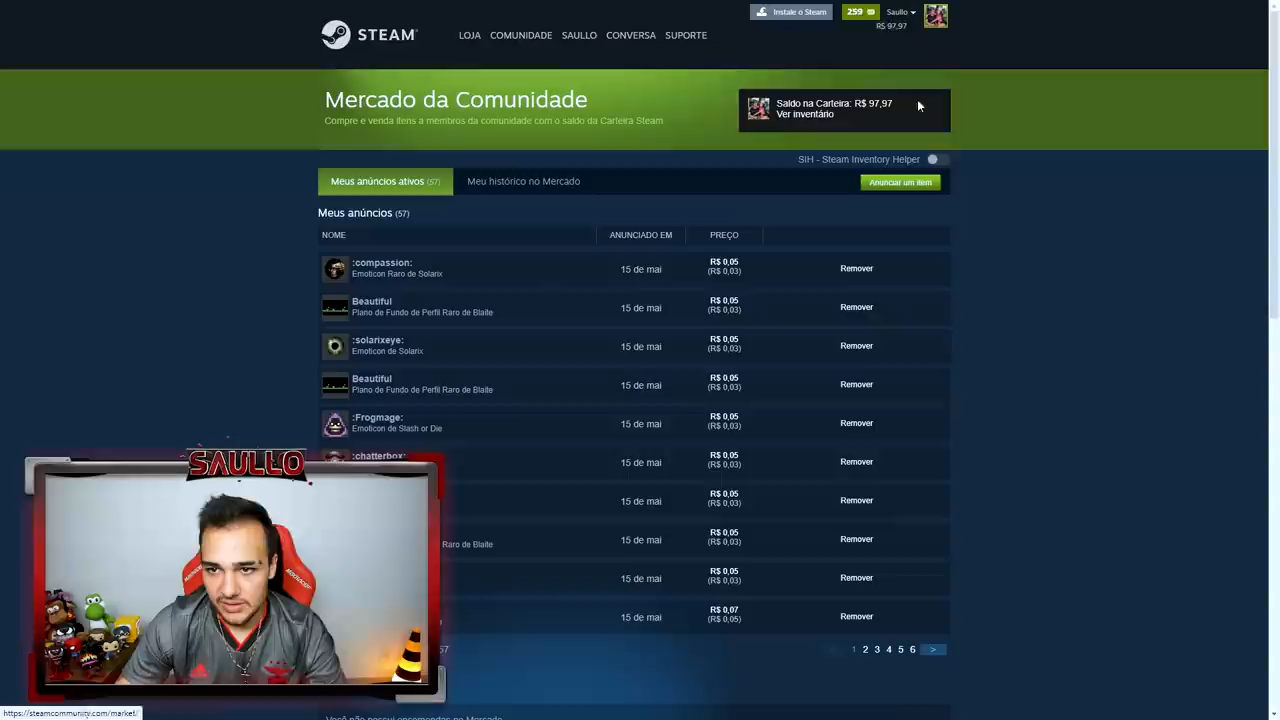 Instale o Steam
259
Saullo
R$ 97,97
STEAM
LOJA COMUNIDADE SAULLO CONVERSA SUPORTE
Mercado da Comunidade
Compre e venda itens a membros da comunidade com o saldo da Carteira Steam
Saldo na Carteira: R$ 97,97
Ver inventário
SIH - Steam Inventory Helper
Meus anúncios ativos (57)
Meu histórico no Mercado
Anunciar um item
Meus anúncios (57)
NOME ANUNCIADO EM PREÇO
:compassion:
Emoticon Raro de Solarix
15 de mai
R$ 0,05
(R$ 0,03)
Remover
Beautiful
Plano de Fundo de Perfil Raro de Blaite
15 de mai
R$ 0,05
(R$ 0,03)
Remover
:solarixeye:
Emoticon de Solarix
15 de mai
R$ 0,05
(R$ 0,03)
Remover
Beautiful
Plano de Fundo de Perfil Raro de Blaite
15 de mai
R$ 0,05
(R$ 0,03)
Remover
:Frogmage:
Emoticon de Slash or Die
15 de mai
R$ 0,05
(R$ 0,03)
Remover
:chatterbox:
15 de mai
R$ 0,05
(R$ 0,03)
Remover
15 de mai
R$ 0,05
(R$ 0,03)
Remover
Raro de Blaite
15 de mai
R$ 0,05
(R$ 0,03)
Remover
15 de mai
R$ 0,05
(R$ 0,03)
Remover
15 de mai
R$ 0,07
(R$ 0,05)
Remover
57
1 2 3 4 5 6 >
SAULLO
Você não possui encomendas no Mercado
https://steamcommunity.com/market/